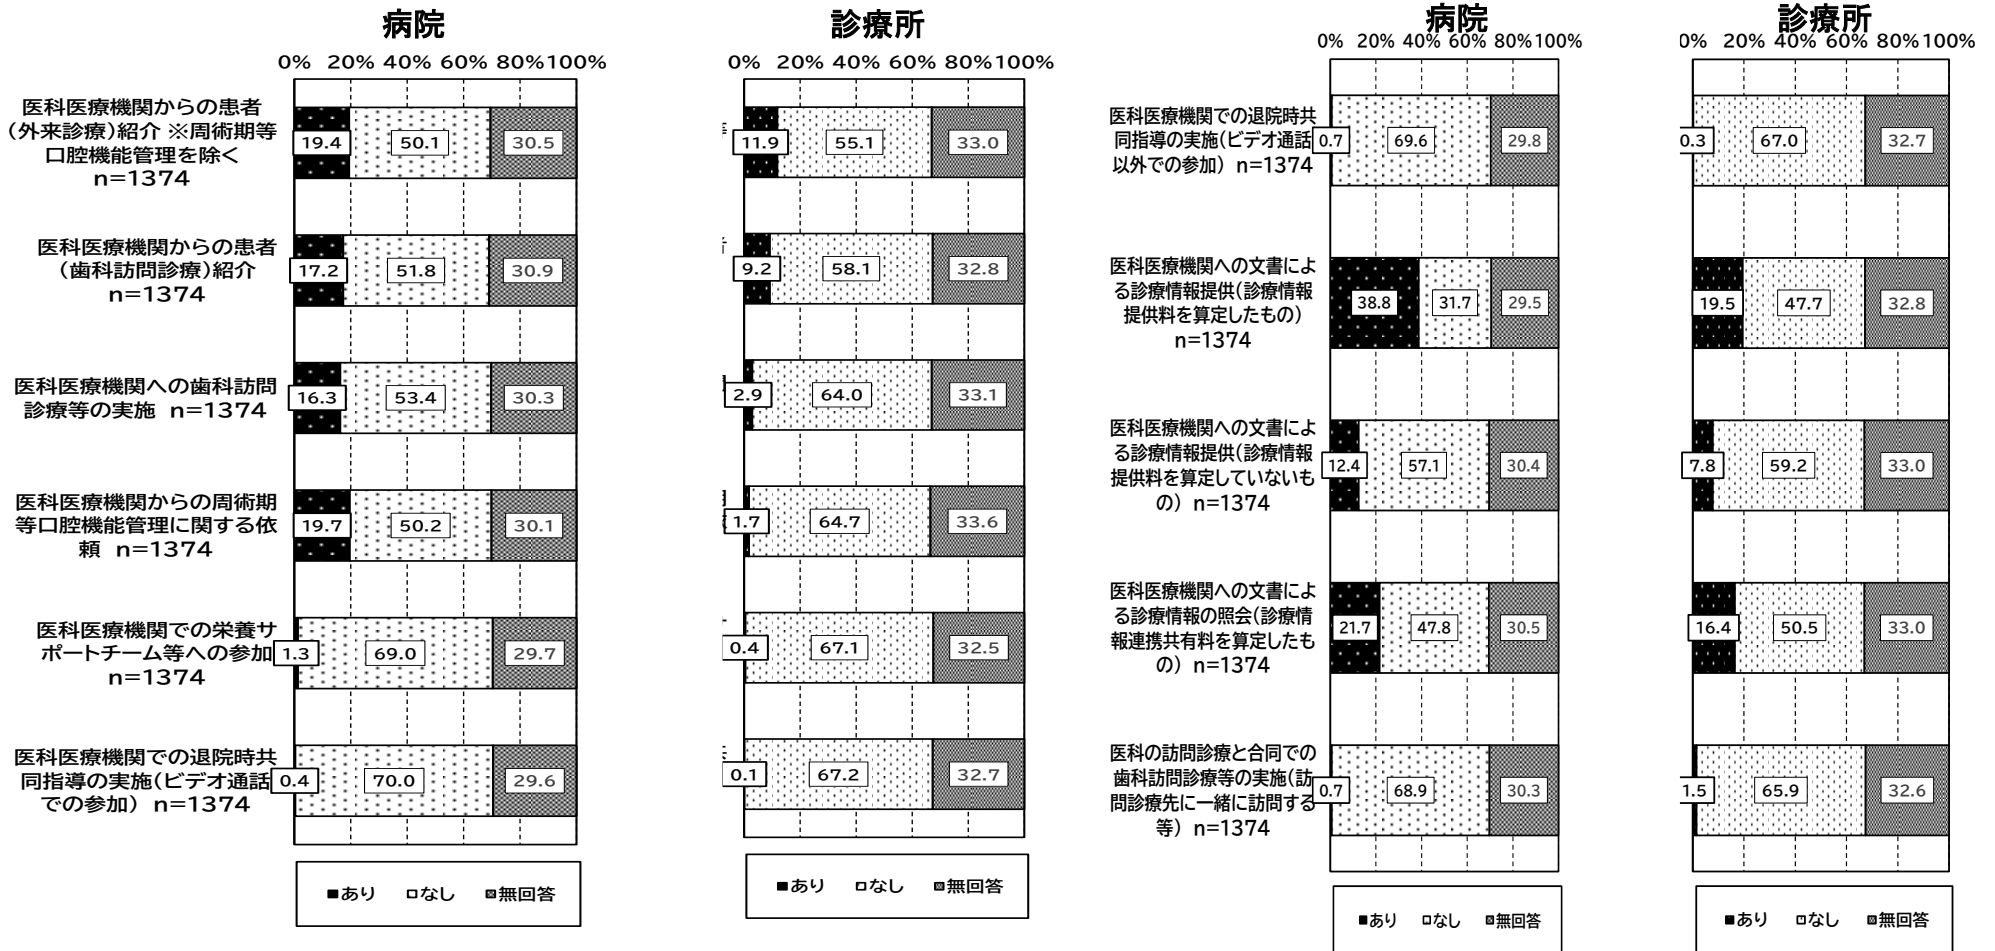 病院
0% 20% 40% 60% 80% 100%
医科医療機関からの患者
（外来診療）紹介 ※周術期等
口腔機能管理を除く
n=1374
19.4 50.1 30.5
医科医療機関からの患者
（歯科訪問診療）紹介
n=1374
17.2 51.8 30.9
医科医療機関への歯科訪問
診療等の実施 n=1374
16.3 53.4 30.3
医科医療機関からの周術期
等口腔機能管理に関する依
頼 n=1374
19.7 50.2 30.1
医科医療機関での栄養サ
ポートチーム等への参加
n=1374
1.3 69.0 29.7
医科医療機関での退院時共
同指導の実施（ビデオ通話
での参加） n=1374
0.4 70.0 29.6
■あり □なし ▩無回答
診療所
0% 20% 40% 60% 80% 100%
11.9 55.1 33.0
9.2 58.1 32.8
2.9 64.0 33.1
1.7 64.7 33.6
0.4 67.1 32.5
0.1 67.2 32.7
■あり □なし ▩無回答
病院
0% 20% 40% 60% 80% 100%
医科医療機関での退院時共
同指導の実施（ビデオ通話
以外での参加） n=1374
0.7 69.6 29.8
医科医療機関への文書によ
る診療情報提供（診療情報
提供料を算定したもの）
n=1374
38.8 31.7 29.5
医科医療機関への文書によ
る診療情報提供（診療情報
提供料を算定していないも
の） n=1374
12.4 57.1 30.4
医科医療機関への文書によ
る診療情報の照会（診療情
報連携共有料を算定したも
の） n=1374
21.7 47.8 30.5
医科の訪問診療と合同での
歯科訪問診療等の実施（訪
問診療先に一緒に訪問する
等） n=1374
0.7 68.9 30.3
■あり □なし ▩無回答
診療所
0% 20% 40% 60% 80% 100%
0.3 67.0 32.7
19.5 47.7 32.8
7.8 59.2 33.0
16.4 50.5 33.0
1.5 65.9 32.6
■あり □なし ▩無回答